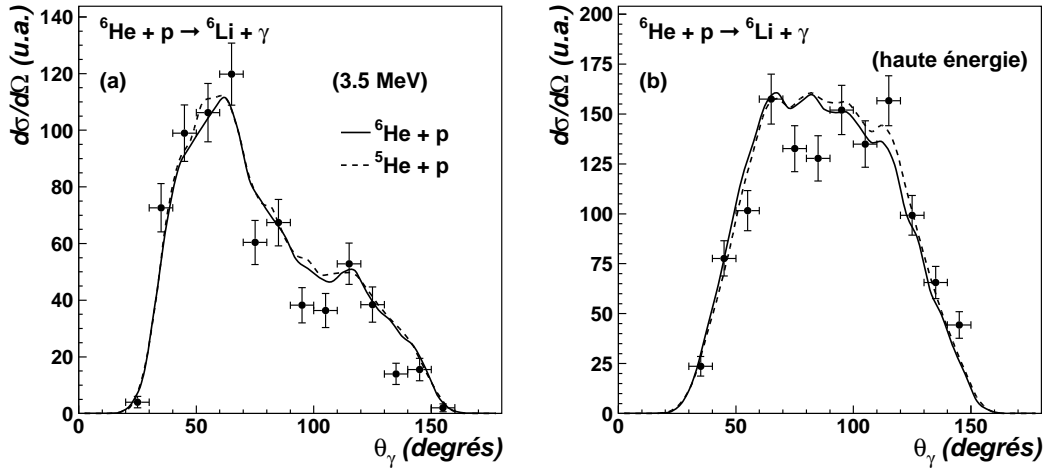 dσ/dΩ (u.a.)
140
120
100
80
60
40
20
0
⁶He + p → ⁶Li + γ
(a)
(3.5 MeV)
⁶He + p
⁵He + p
0 50 100 150
θγ (degrés)
dσ/dΩ (u.a.)
200
175
150
125
100
75
50
25
0
⁶He + p → ⁶Li + γ
(b)
(haute énergie)
0 50 100 150
θγ (degrés)